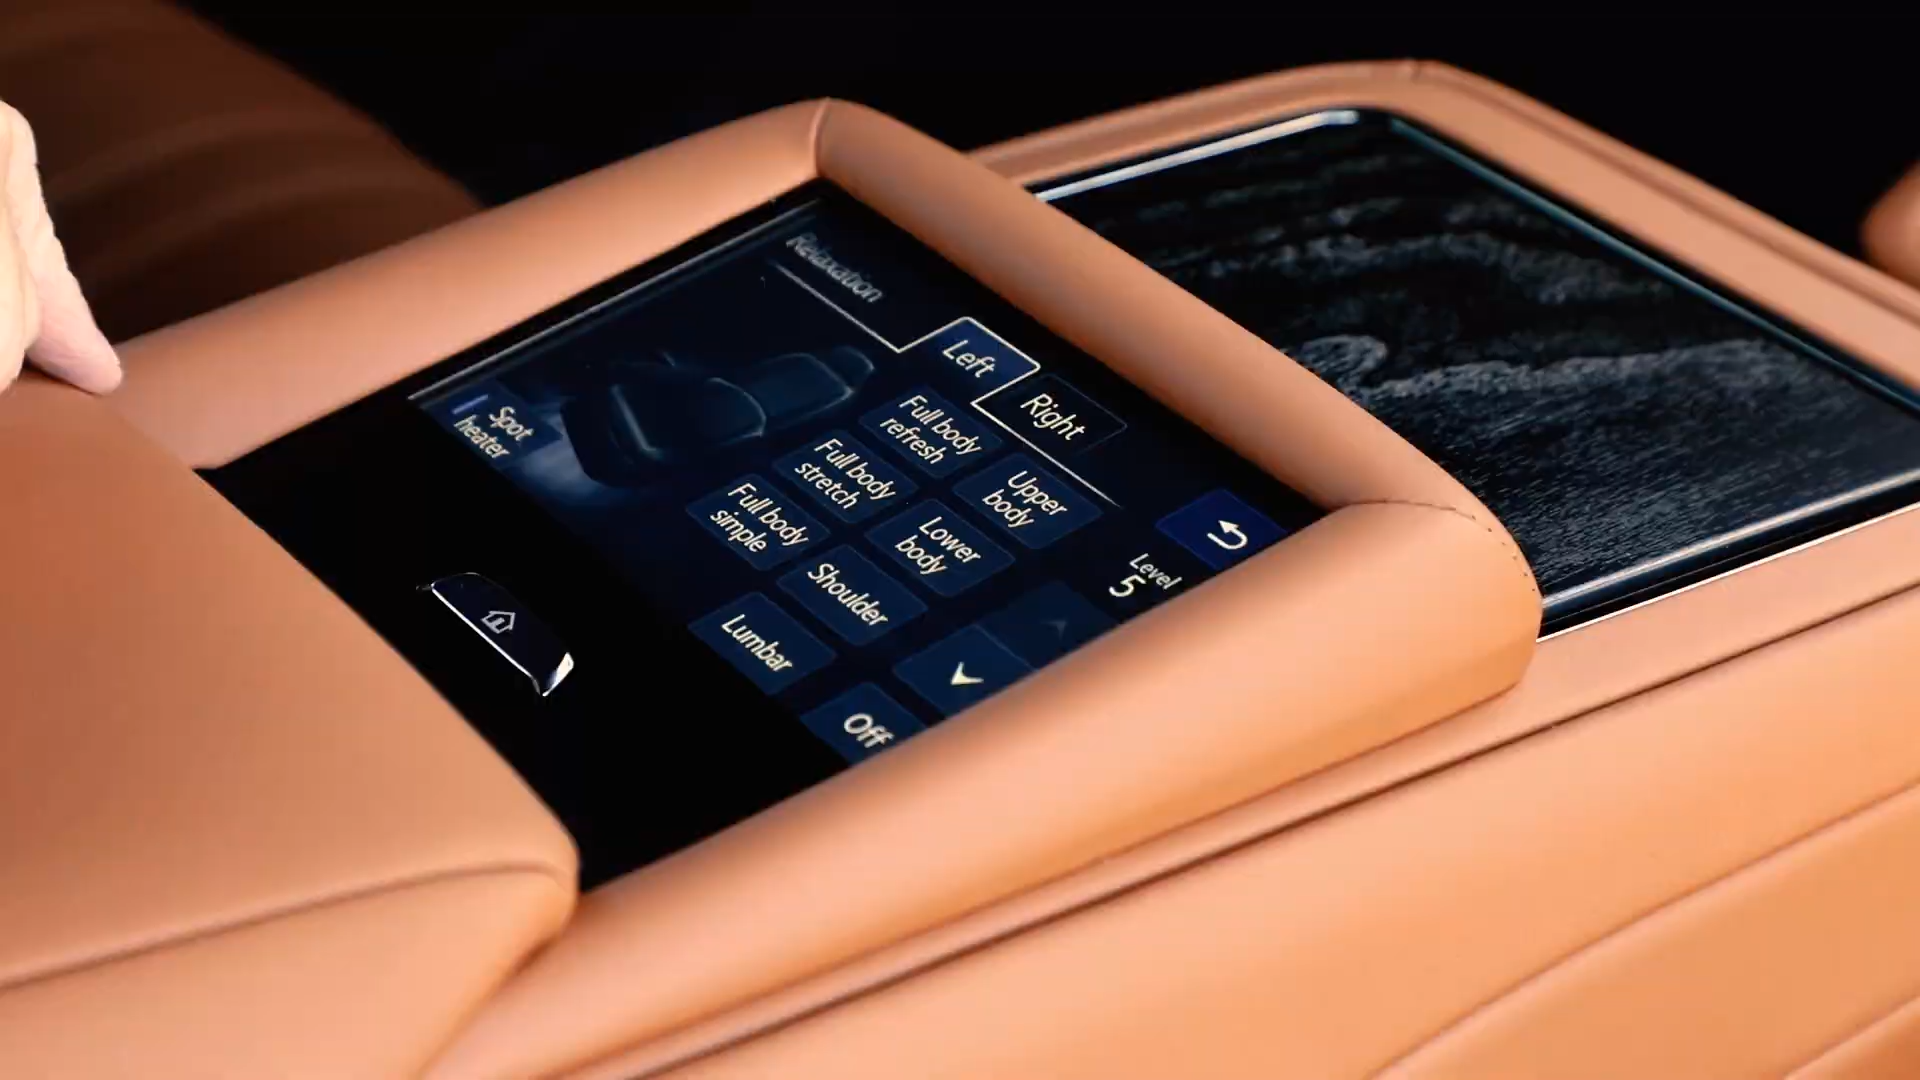 Relaxation
Left
Right
Spot
heater
Full body
refresh
Full body
stretch
Full body
simple
Upper
body
Lower
body
Shoulder
Lumbar
Level
5
Off